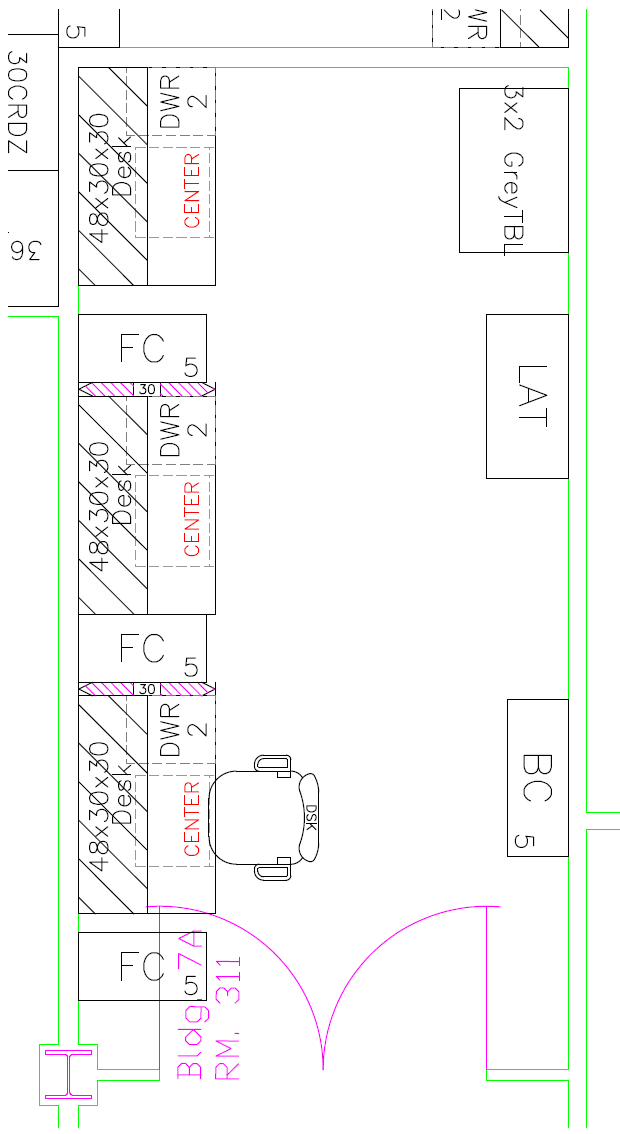 5
WR
2
30CRDZ
36
48x30x30
Desk
DWR
2
CENTER
3x2 GreyTBL
FC
5
30
LAT
48x30x30
Desk
DWR
2
CENTER
FC
5
30
48x30x30
Desk
DWR
2
CENTER
DSK
BC
5
FC
5
Bldg. 7A
RM. 311